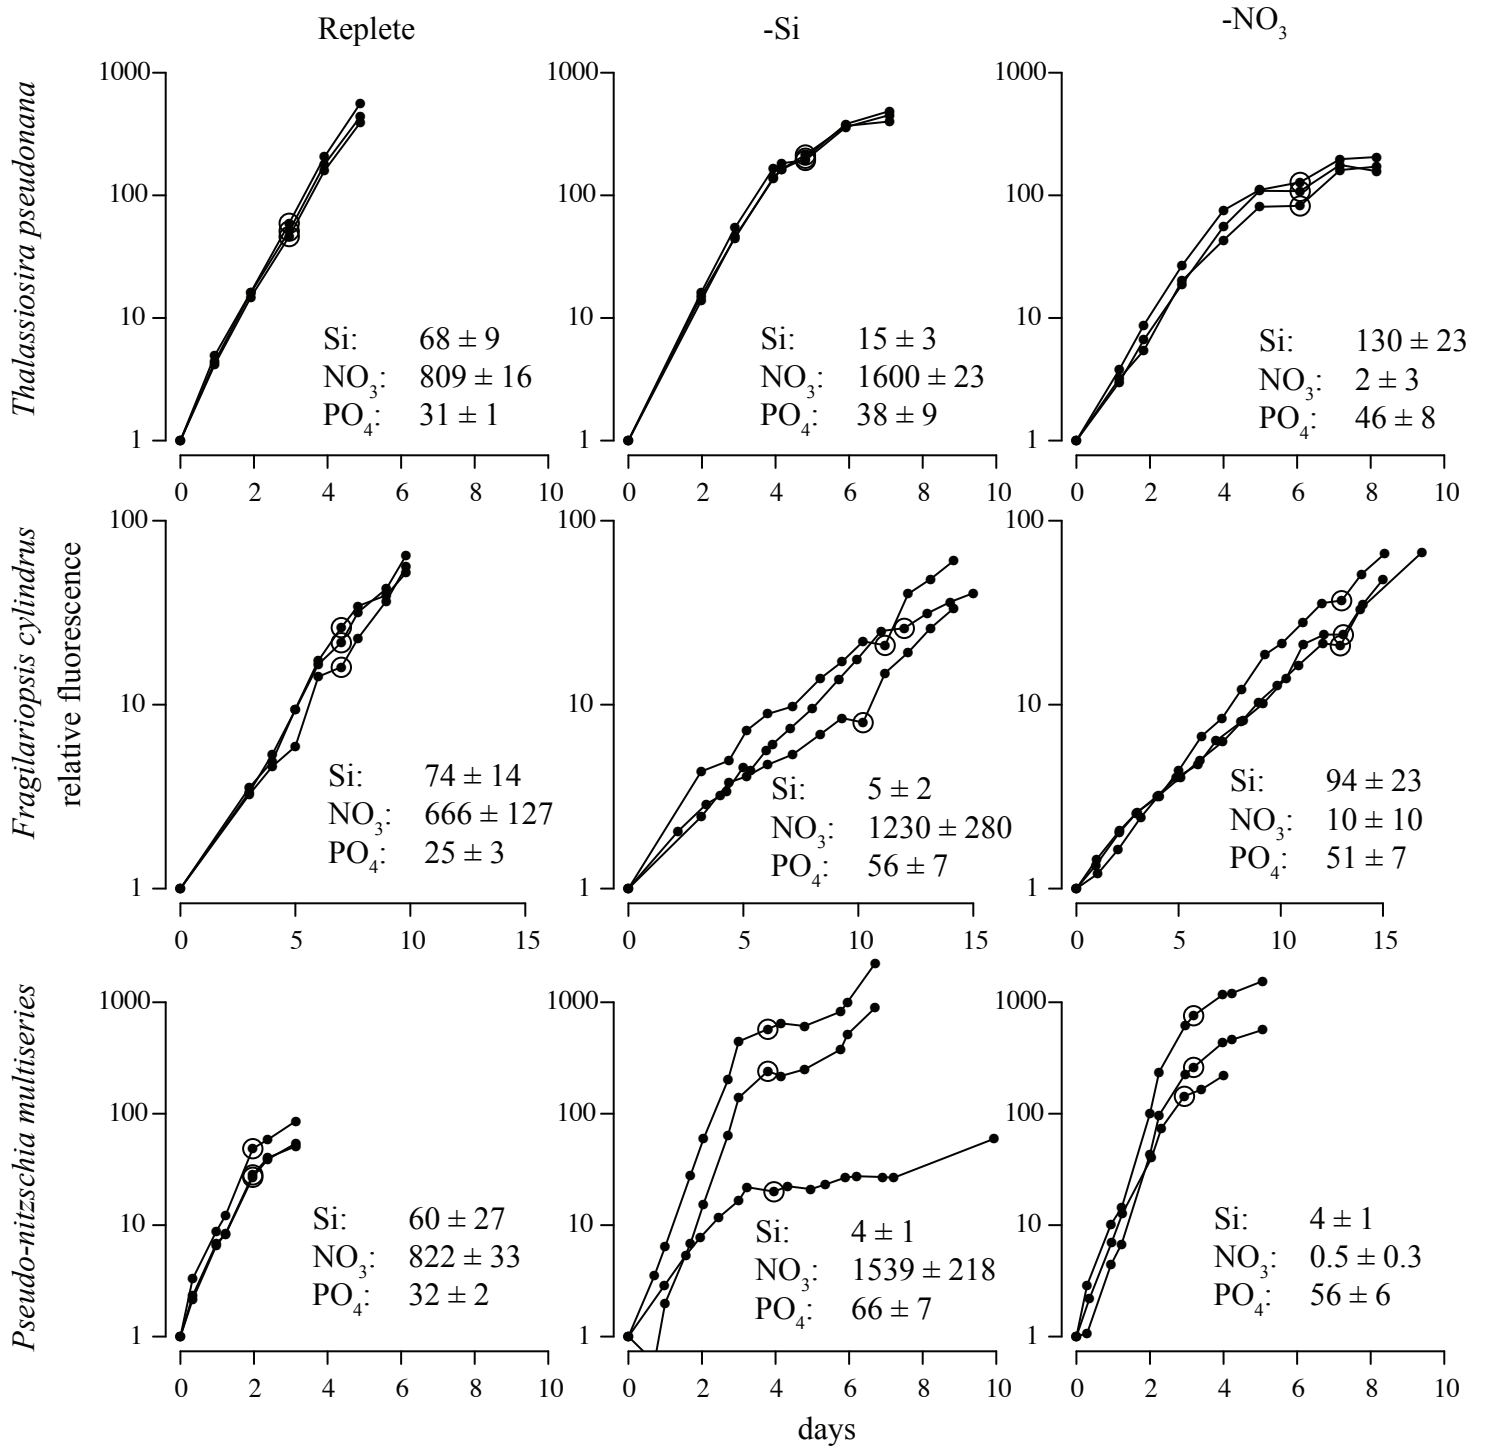 Replete
-Si
-NO₃
Thalassiosira pseudonana
1000
100
10
1
Si: 68 ± 9
NO₃: 809 ± 16
PO₄: 31 ± 1
0 2 4 6 8 10
1000
100
10
1
Si: 15 ± 3
NO₃: 1600 ± 23
PO₄: 38 ± 9
0 2 4 6 8 10
1000
100
10
1
Si: 130 ± 23
NO₃: 2 ± 3
PO₄: 46 ± 8
0 2 4 6 8 10
Fragilariopsis cylindrus
relative fluorescence
100
10
1
Si: 74 ± 14
NO₃: 666 ± 127
PO₄: 25 ± 3
0 5 10 15
100
10
1
Si: 5 ± 2
NO₃: 1230 ± 280
PO₄: 56 ± 7
0 5 10 15
100
10
1
Si: 94 ± 23
NO₃: 10 ± 10
PO₄: 51 ± 7
0 5 10 15
Pseudo-nitzschia multiseries
1000
100
10
1
Si: 60 ± 27
NO₃: 822 ± 33
PO₄: 32 ± 2
0 2 4 6 8 10
1000
100
10
1
Si: 4 ± 1
NO₃: 1539 ± 218
PO₄: 66 ± 7
0 2 4 6 8 10
1000
100
10
1
Si: 4 ± 1
NO₃: 0.5 ± 0.3
PO₄: 56 ± 6
0 2 4 6 8 10
days